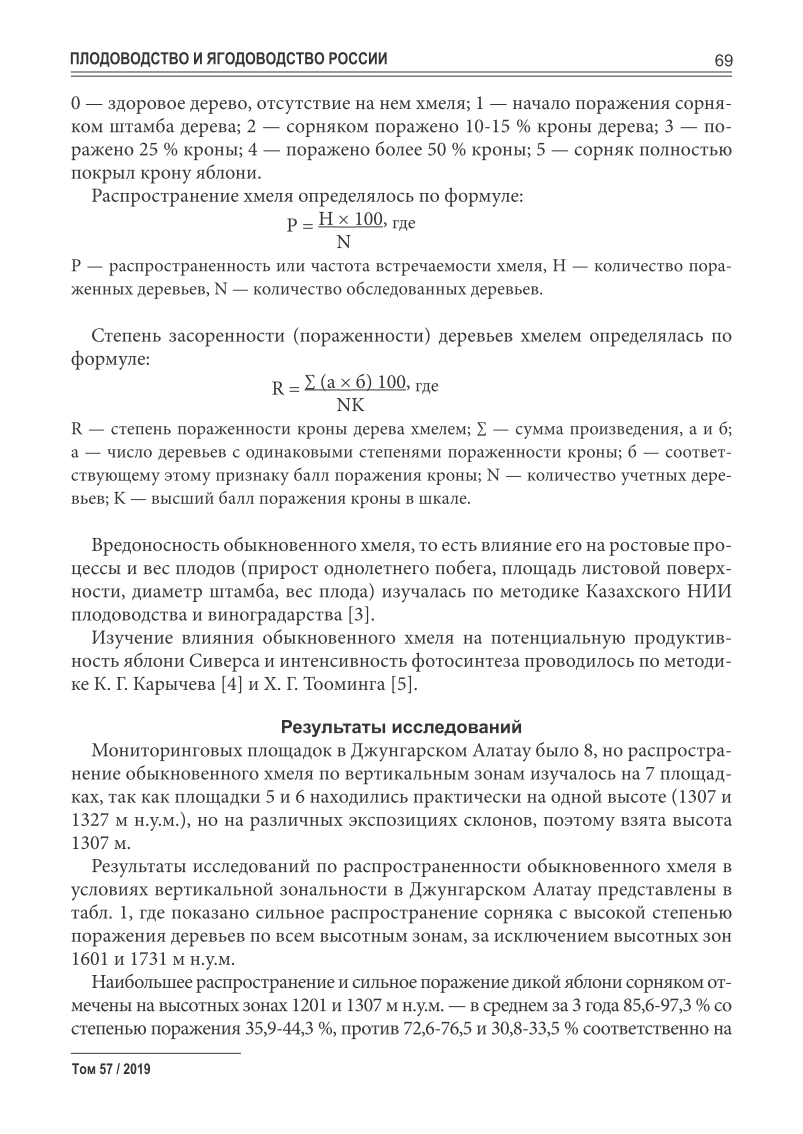 ПЛОДОВОДСТВО И ЯГОДОВОДСТВО РОССИИ 69
0 — здоровое дерево, отсутствие на нем хмеля; 1 — начало поражения сорня-
ком штамба дерева; 2 — сорняком поражено 10-15 % кроны дерева; 3 — по-
ражено 25 % кроны; 4 — поражено более 50 % кроны; 5 — сорняк полностью
покрыл крону яблони.
Распространение хмеля определялось по формуле:
P = H × 100, где
N
P — распространенность или частота встречаемости хмеля, H — количество пора-
женных деревьев, N — количество обследованных деревьев.
Степень засоренности (пораженности) деревьев хмелем определялась по
формуле:
R = ∑ (а × б) 100, где
NK
R — степень пораженности кроны дерева хмелем; ∑ — сумма произведения, а и б;
а — число деревьев с одинаковыми степенями пораженности кроны; б — соответ-
ствующему этому признаку балл поражения кроны; N — количество учетных дере-
вьев; K — высший балл поражения кроны в шкале.
Вредоносность обыкновенного хмеля, то есть влияние его на ростовые про-
цессы и вес плодов (прирост однолетнего побега, площадь листовой поверх-
ности, диаметр штамба, вес плода) изучалась по методике Казахского НИИ
плодоводства и виноградарства [3].
Изучение влияния обыкновенного хмеля на потенциальную продуктив-
ность яблони Сиверса и интенсивность фотосинтеза проводилось по методи-
ке К. Г. Карычева [4] и Х. Г. Тооминга [5].
Результаты исследований
Мониторинговых площадок в Джунгарском Алатау было 8, но распростра-
нение обыкновенного хмеля по вертикальным зонам изучалось на 7 площад-
ках, так как площадки 5 и 6 находились практически на одной высоте (1307 и
1327 м н.у.м.), но на различных экспозициях склонов, поэтому взята высота
1307 м.
Результаты исследований по распространенности обыкновенного хмеля в
условиях вертикальной зональности в Джунгарском Алатау представлены в
табл. 1, где показано сильное распространение сорняка с высокой степенью
поражения деревьев по всем высотным зонам, за исключением высотных зон
1601 и 1731 м н.у.м.
Наибольшее распространение и сильное поражение дикой яблони сорняком от-
мечены на высотных зонах 1201 и 1307 м н.у.м. — в среднем за 3 года 85,6-97,3 % со
степенью поражения 35,9-44,3 %, против 72,6-76,5 и 30,8-33,5 % соответственно на
Том 57 / 2019